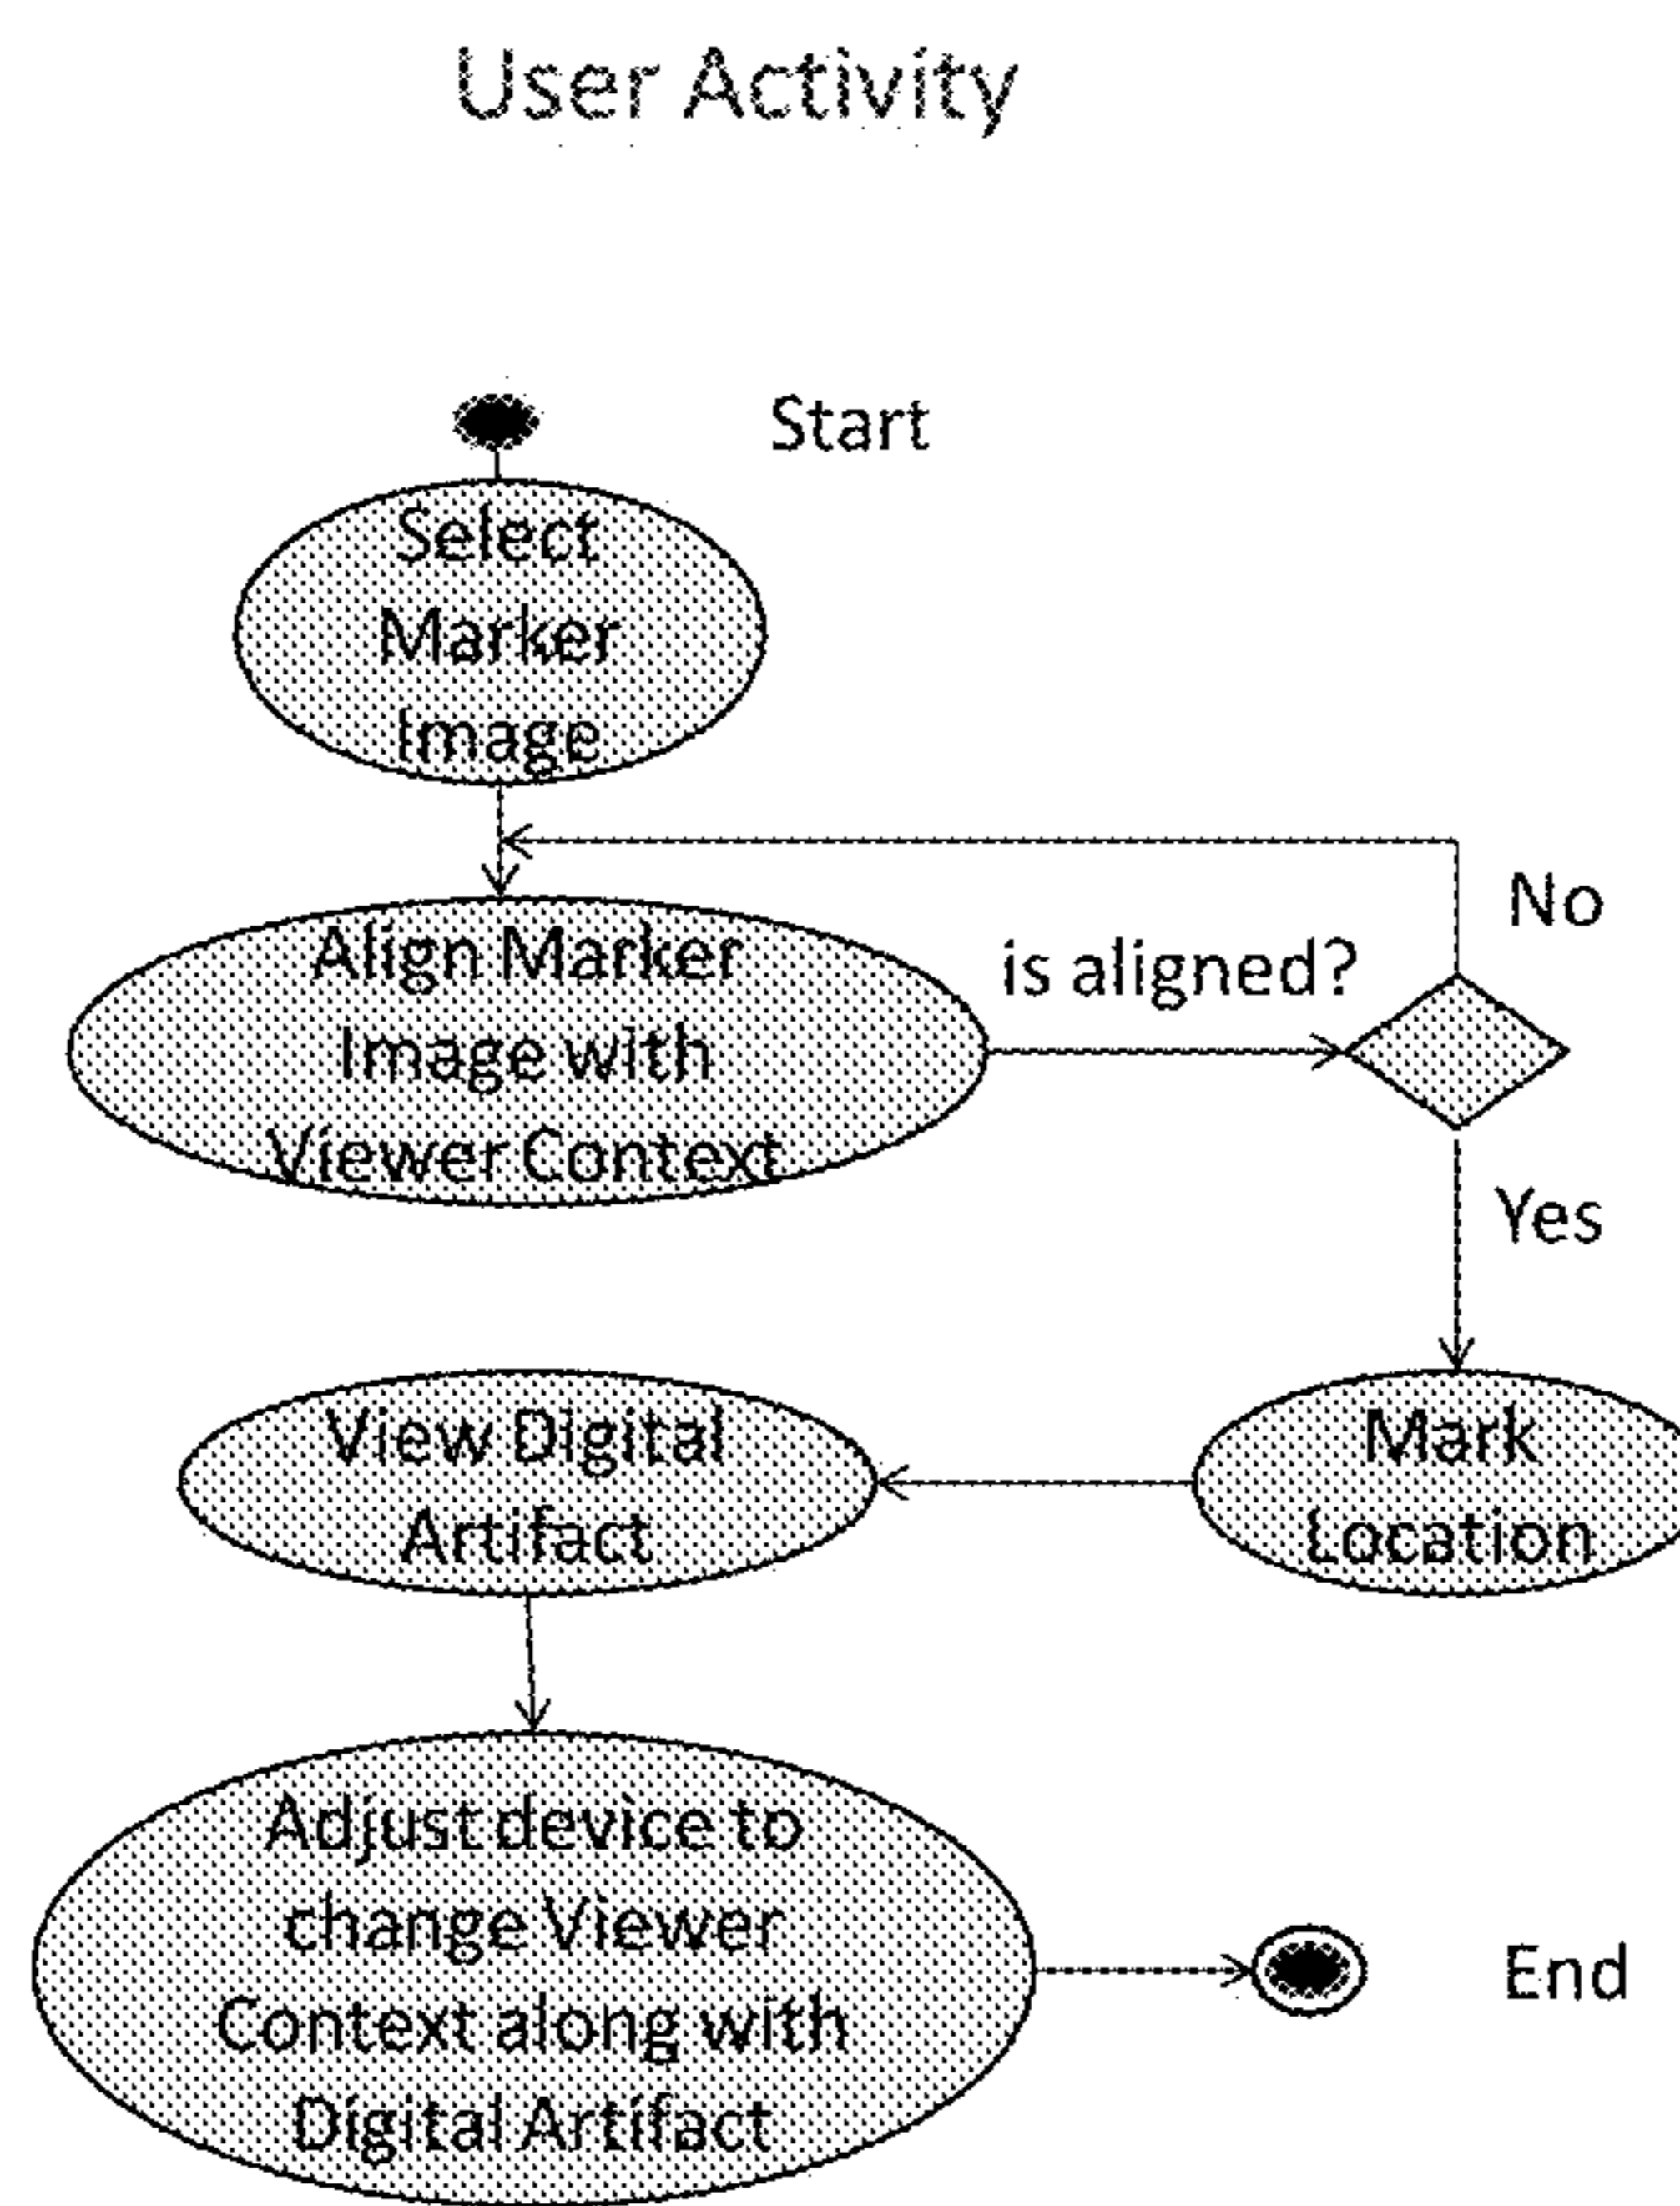 User Activity
Start
Select
Marker
Image
No
Align Marker
Image with
Viewer Context
is aligned?
Yes
Mark
Location
View Digital
Artifact
Adjust device to
change Viewer
Context along with
Digital Artifact
End